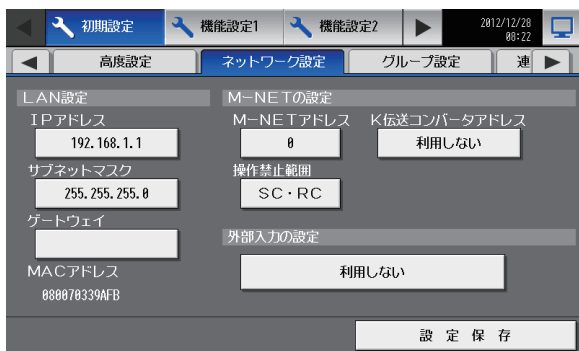 初期設定 機能設定1 機能設定2 2012/12/28
08:22
高度設定 ネットワーク設定 グループ設定 連
LAN設定
IPアドレス
192.168.1.1
サブネットマスク
255.255.255.0
ゲートウェイ
MACアドレス
080070339AFB
M-NETの設定
M-NETアドレス K伝送コンバータアドレス
0 利用しない
操作禁止範囲
SC・RC
外部入力の設定
利用しない
設定保存